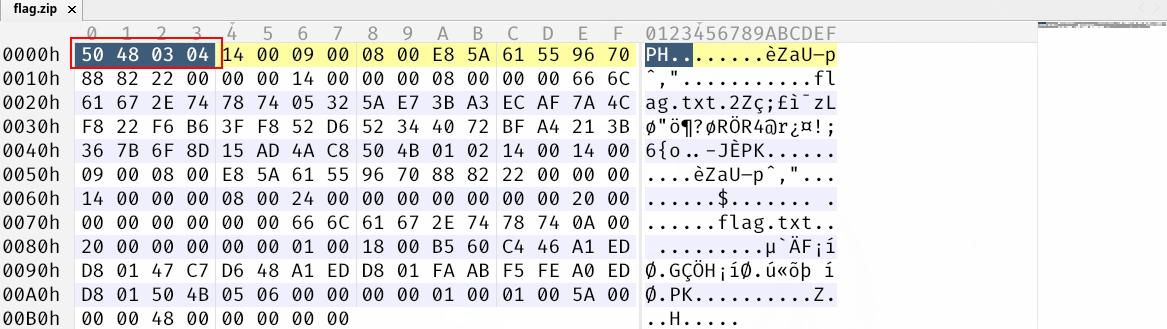 flag.zip ×
0 1 2 3 4 5 6 7 8 9 A B C D E F 0123456789ABCDEF
0000h 50 48 03 04 14 00 09 00 08 00 E8 5A 61 55 96 70 PH........èZaU–p
0010h 88 82 22 00 00 00 14 00 00 00 08 00 00 00 66 6C ˆ‚"...........fl
0020h 61 67 2E 74 78 74 05 32 5A E7 3B A3 EC AF 7A 4C ag.txt.2Zç;£ì¯zL
0030h F8 22 F6 B6 3F F8 52 D6 52 34 40 72 BF A4 21 3B ø"ö¶?øRÖR4@r¿¤!;
0040h 36 7B 6F 8D 15 AD 4A C8 50 4B 01 02 14 00 14 00 6{o..-JÈPK......
0050h 09 00 08 00 E8 5A 61 55 96 70 88 82 22 00 00 00 ....èZaU–pˆ‚"...
0060h 14 00 00 00 08 00 24 00 00 00 00 00 00 00 20 00 ......$....... .
0070h 00 00 00 00 00 00 66 6C 61 67 2E 74 78 74 0A 00 ......flag.txt..
0080h 20 00 00 00 00 00 01 00 18 00 B5 60 C4 46 A1 ED .........µ`ÄF¡í
0090h D8 01 47 C7 D6 48 A1 ED D8 01 FA AB F5 FE A0 ED Ø.GÇÖH¡íØ.ú«õþ í
00A0h D8 01 50 4B 05 06 00 00 00 00 01 00 01 00 5A 00 Ø.PK..........Z.
00B0h 00 00 48 00 00 00 00 00 ..H.....